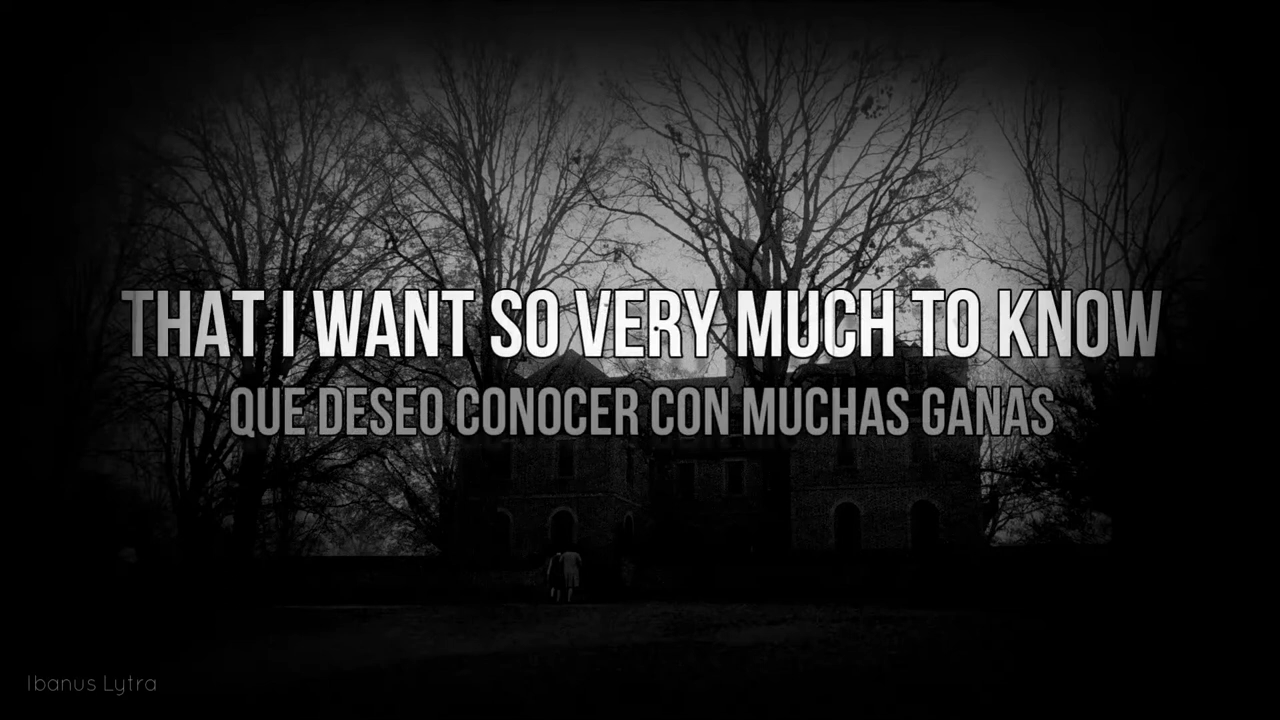 THAT I WANT SO VERY MUCH TO KNOW
QUE DESEO CONOCER CON MUCHAS GANAS
Ibanus Lytra